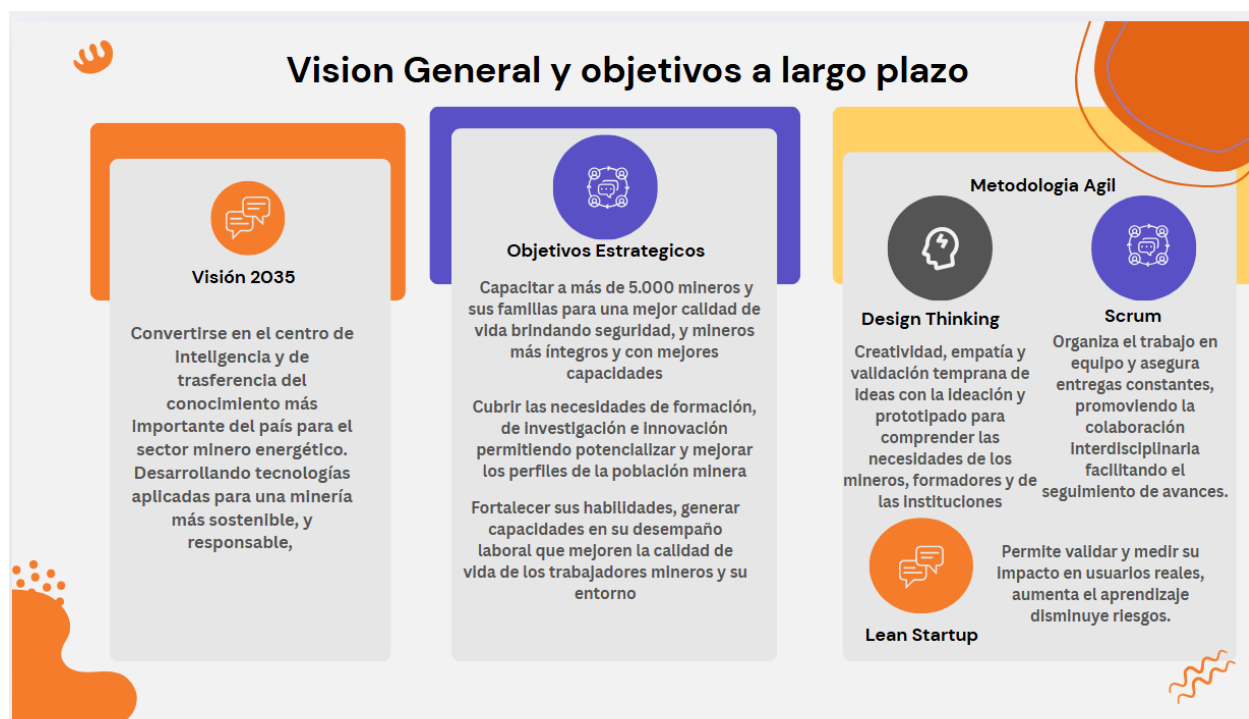 Vision General y objetivos a largo plazo
Visión 2035
Convertirse en el centro de
inteligencia y de
trasferencia del
conocimiento más
importante del país para el
sector minero energético.
Desarrollando tecnologías
aplicadas para una minería
más sostenible, y
responsable,
Objetivos Estrategicos
Capacitar a más de 5.000 mineros y
sus familias para una mejor calidad de
vida brindando seguridad, y mineros
más íntegros y con mejores
capacidades
Cubrir las necesidades de formación,
de investigación e innovación
permitiendo potencializar y mejorar
los perfiles de la población minera
Fortalecer sus habilidades, generar
capacidades en su desempaño
laboral que mejoren la calidad de
vida de los trabajadores mineros y su
entorno
Metodologia Agil
Design Thinking
Creatividad, empatía y
validación temprana de
ideas con la ideación y
prototipado para
comprender las
necesidades de los
mineros, formadores y de
las instituciones
Scrum
Organiza el trabajo en
equipo y asegura
entregas constantes,
promoviendo la
colaboración
interdisciplinaria
facilitando el
seguimiento de avances.
Lean Startup
Permite validar y medir su
impacto en usuarios reales,
aumenta el aprendizaje
disminuye riesgos.